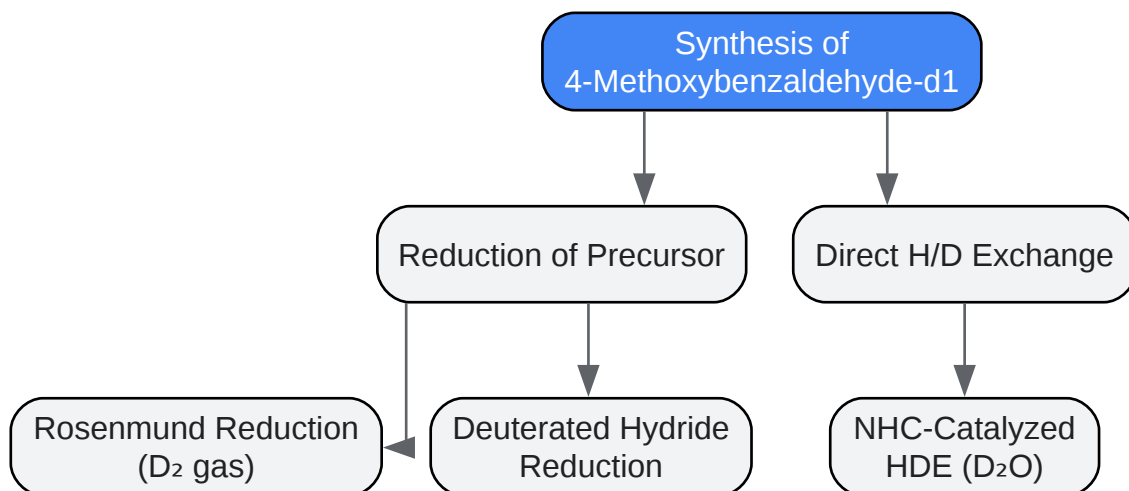 Synthesis of
4-Methoxybenzaldehyde-d1
Reduction of Precursor
Direct H/D Exchange
Rosenmund Reduction
(D₂ gas)
Deuterated Hydride
Reduction
NHC-Catalyzed
HDE (D₂O)